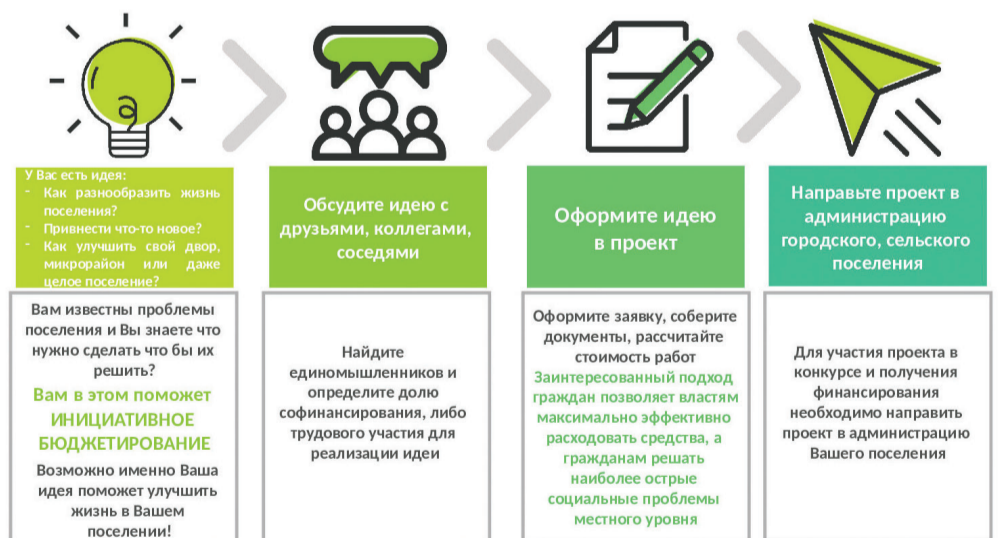 У Вас есть идея:
- Как разнообразить жизнь
поселения?
- Привнести что-то новое?
- Как улучшить свой двор,
микрорайон или даже
целое поселение?
Вам известны проблемы
поселения и Вы знаете что
нужно сделать что бы их
решить?
Вам в этом поможет
ИНИЦИАТИВНОЕ
БЮДЖЕТИРОВАНИЕ
Возможно именно Ваша
идея поможет улучшить
жизнь в Вашем
поселении!
Обсудите идею с
друзьями, коллегами,
соседями
Найдите
единомышленников и
определите долю
софинансирования, либо
трудового участия для
реализации идеи
Оформите идею
в проект
Оформите заявку, соберите
документы, рассчитайте
стоимость работ
Заинтересованный подход
граждан позволяет властям
максимально эффективно
расходовать средства, а
гражданам решать
наиболее острые
социальные проблемы
местного уровня
Направьте проект в
администрацию
городского, сельского
поселения
Для участия проекта в
конкурсе и получения
финансирования
необходимо направить
проект в администрацию
Вашего поселения